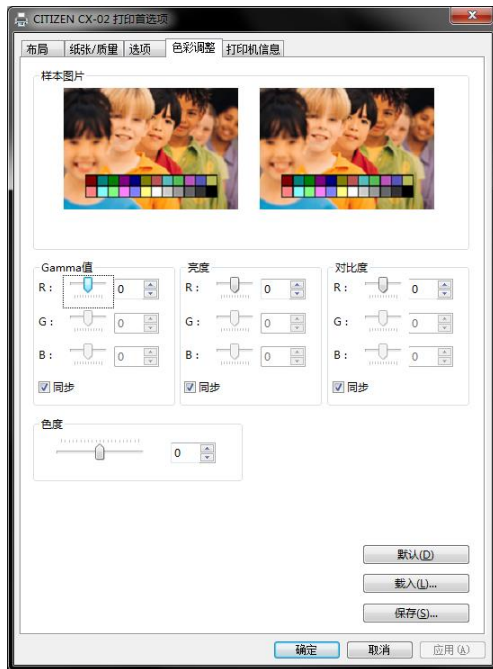 CITIZEN CX-02 打印首选项
布局 纸张/质量 选项 色彩调整 打印机信息
样本图片
Gamma值 亮度 对比度
R: 0 R: 0 R: 0
G: 0 G: 0 G: 0
B: 0 B: 0 B: 0
同步 同步 同步
色度
0
默认(D)
载入(L)...
保存(S)...
确定 取消 应用(A)